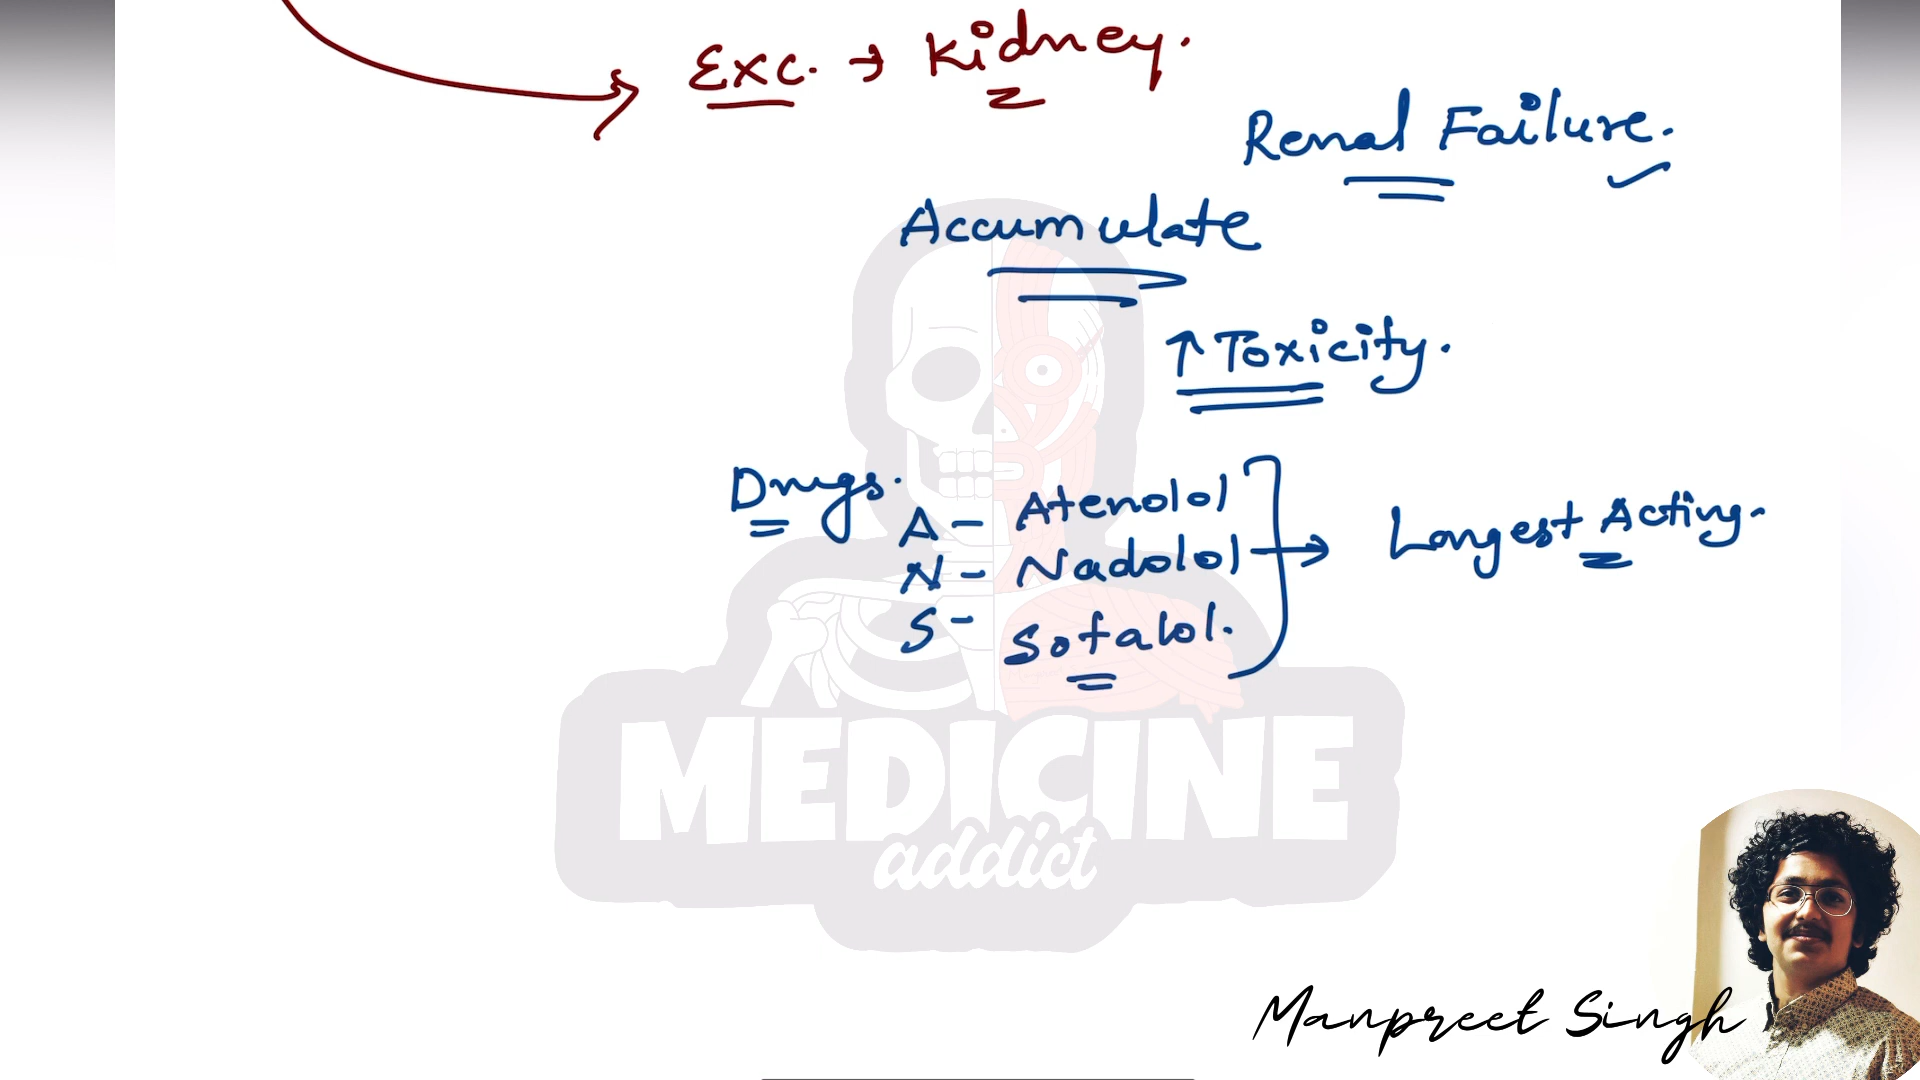 Exc. → Kidney.
Renal Failure.
Accumulate
↑ Toxicity.
Drugs.
A - Atenolol
N - Nadolol → Longest Acting.
S - Sotalol.
MEDICINE
addict
Manpreet Singh